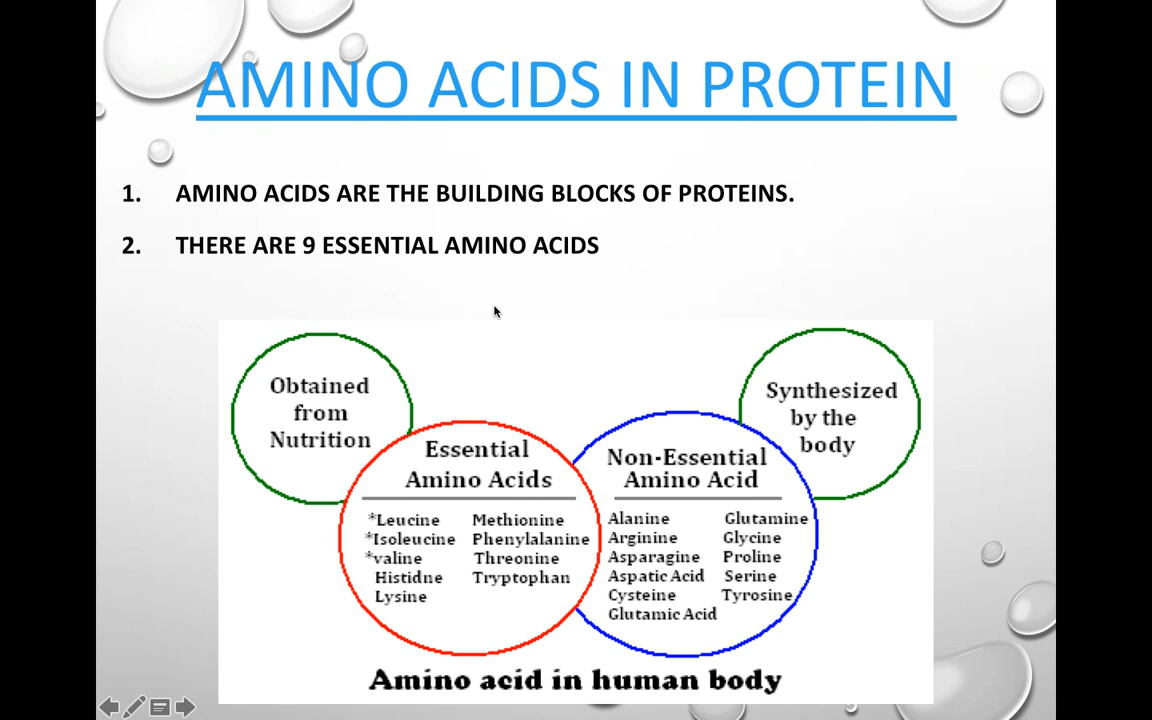 AMINO ACIDS IN PROTEIN
1. AMINO ACIDS ARE THE BUILDING BLOCKS OF PROTEINS.
2. THERE ARE 9 ESSENTIAL AMINO ACIDS
Obtained
from
Nutrition
Synthesized
by the
body
Essential
Amino Acids
*Leucine Methionine
*Isoleucine Phenylalanine
*valine Threonine
Histidne Tryptophan
Lysine
Non-Essential
Amino Acid
Alanine Glutamine
Arginine Glycine
Asparagine Proline
Aspatic Acid Serine
Cysteine Tyrosine
Glutamic Acid
Amino acid in human body